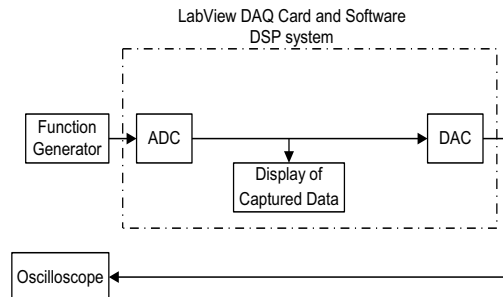 LabView DAQ Card and Software
DSP system
Function
Generator
ADC
DAC
Display of
Captured Data
Oscilloscope